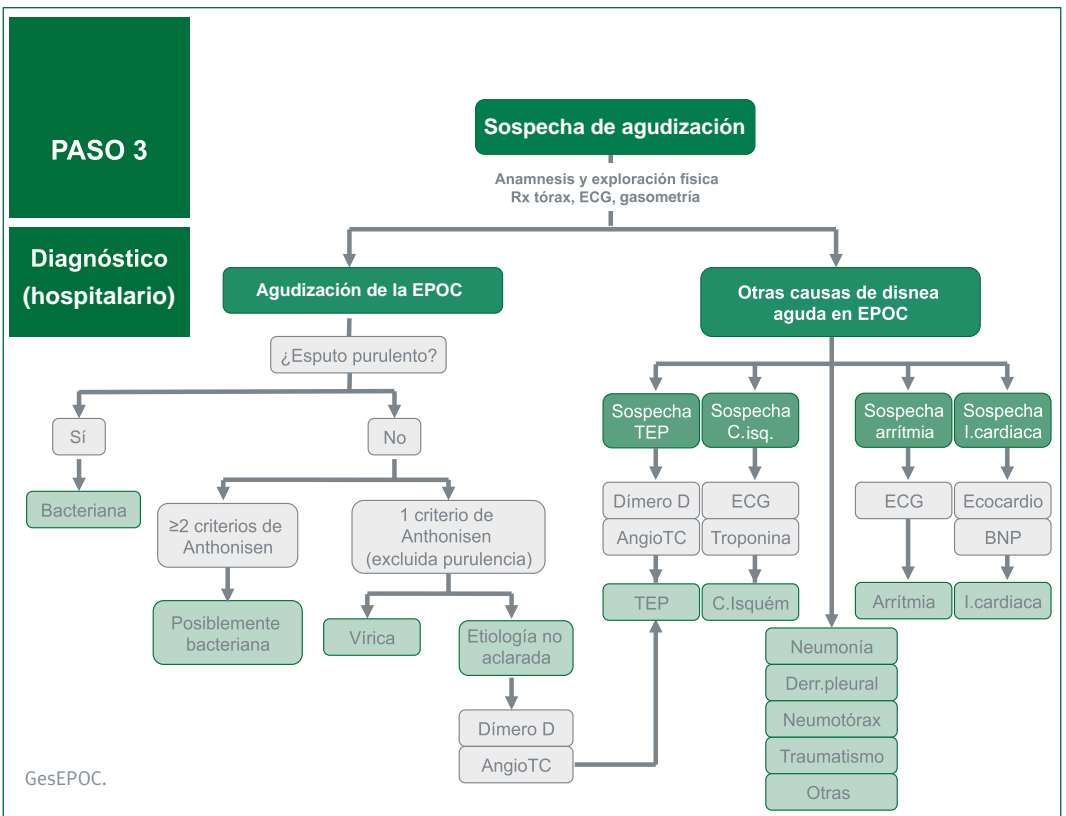 PASO 3
Diagnóstico
(hospitalario)
Sospecha de agudización
Anamnesis y exploración física
Rx tórax, ECG, gasometría
Agudización de la EPOC
Otras causas de disnea
aguda en EPOC
¿Esputo purulento?
Sí
No
Bacteriana
≥2 criterios de
Anthonisen
1 criterio de
Anthonisen
(excluida purulencia)
Posiblemente
bacteriana
Vírica
Etiología no
aclarada
Dímero D
AngioTC
Sospecha
TEP
Sospecha
C.isq.
Sospecha
arrítmia
Sospecha
I.cardiaca
Dímero D
AngioTC
ECG
Troponina
ECG
Ecocardio
BNP
TEP
C.Isquém
Arrítmia
I.cardiaca
Neumonía
Derr.pleural
Neumotórax
Traumatismo
Otras
GesEPOC.